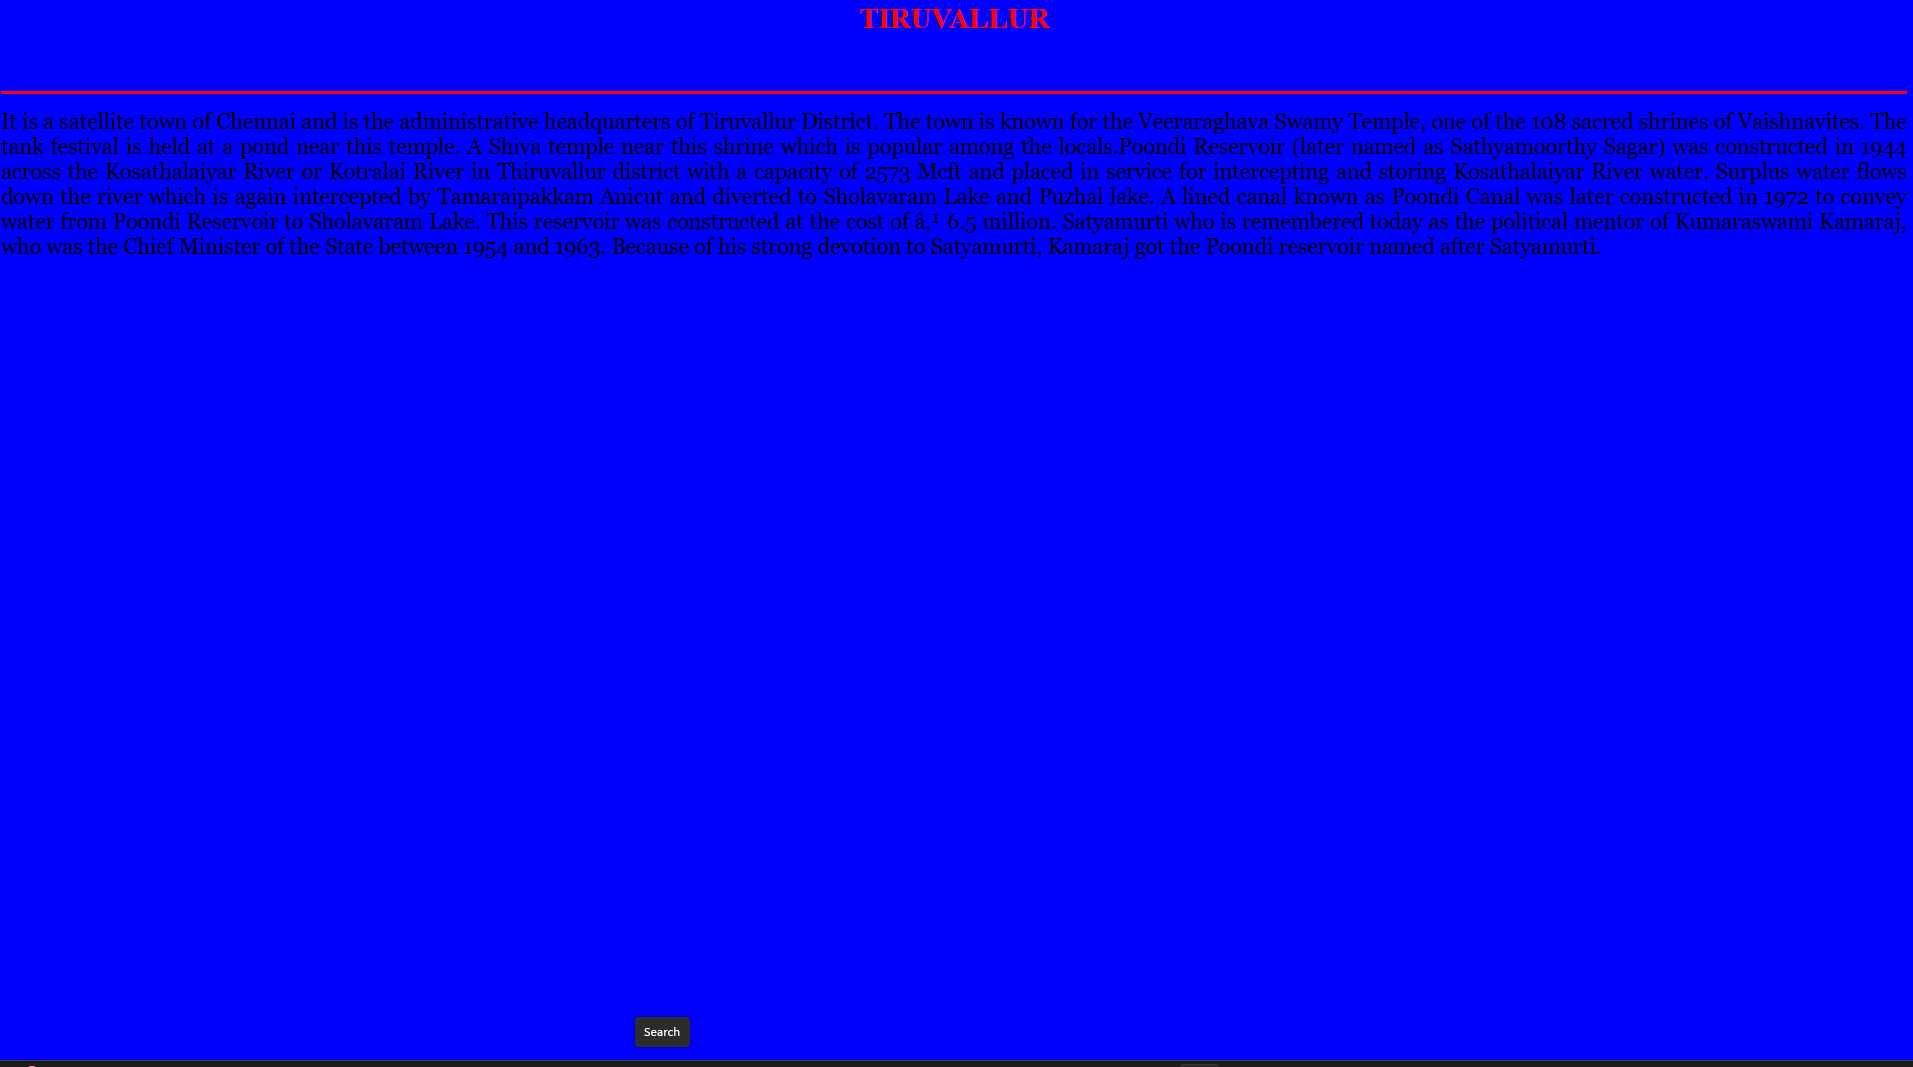 TIRUVALLUR
It is a satellite town of Chennai and is the administrative headquarters of Tiruvallur District. The town is known for the Veeraraghava Swamy Temple, one of the 108 sacred shrines of Vaishnavites. The
tank festival is held at a pond near this temple. A Shiva temple near this shrine which is popular among the locals.Poondi Reservoir (later named as Sathyamoorthy Sagar) was constructed in 1944
across the Kosathalaiyar River or Kotralai River in Thiruvallur district with a capacity of 2573 Mcft and placed in service for intercepting and storing Kosathalaiyar River water. Surplus water flows
down the river which is again intercepted by Tamaraipakkam Anicut and diverted to Sholavaram Lake and Puzhal lake. A lined canal known as Poondi Canal was later constructed in 1972 to convey
water from Poondi Reservoir to Sholavaram Lake. This reservoir was constructed at the cost of â‚¹ 6.5 million. Satyamurti who is remembered today as the political mentor of Kumaraswami Kamaraj,
who was the Chief Minister of the State between 1954 and 1963. Because of his strong devotion to Satyamurti, Kamaraj got the Poondi reservoir named after Satyamurti.
Search